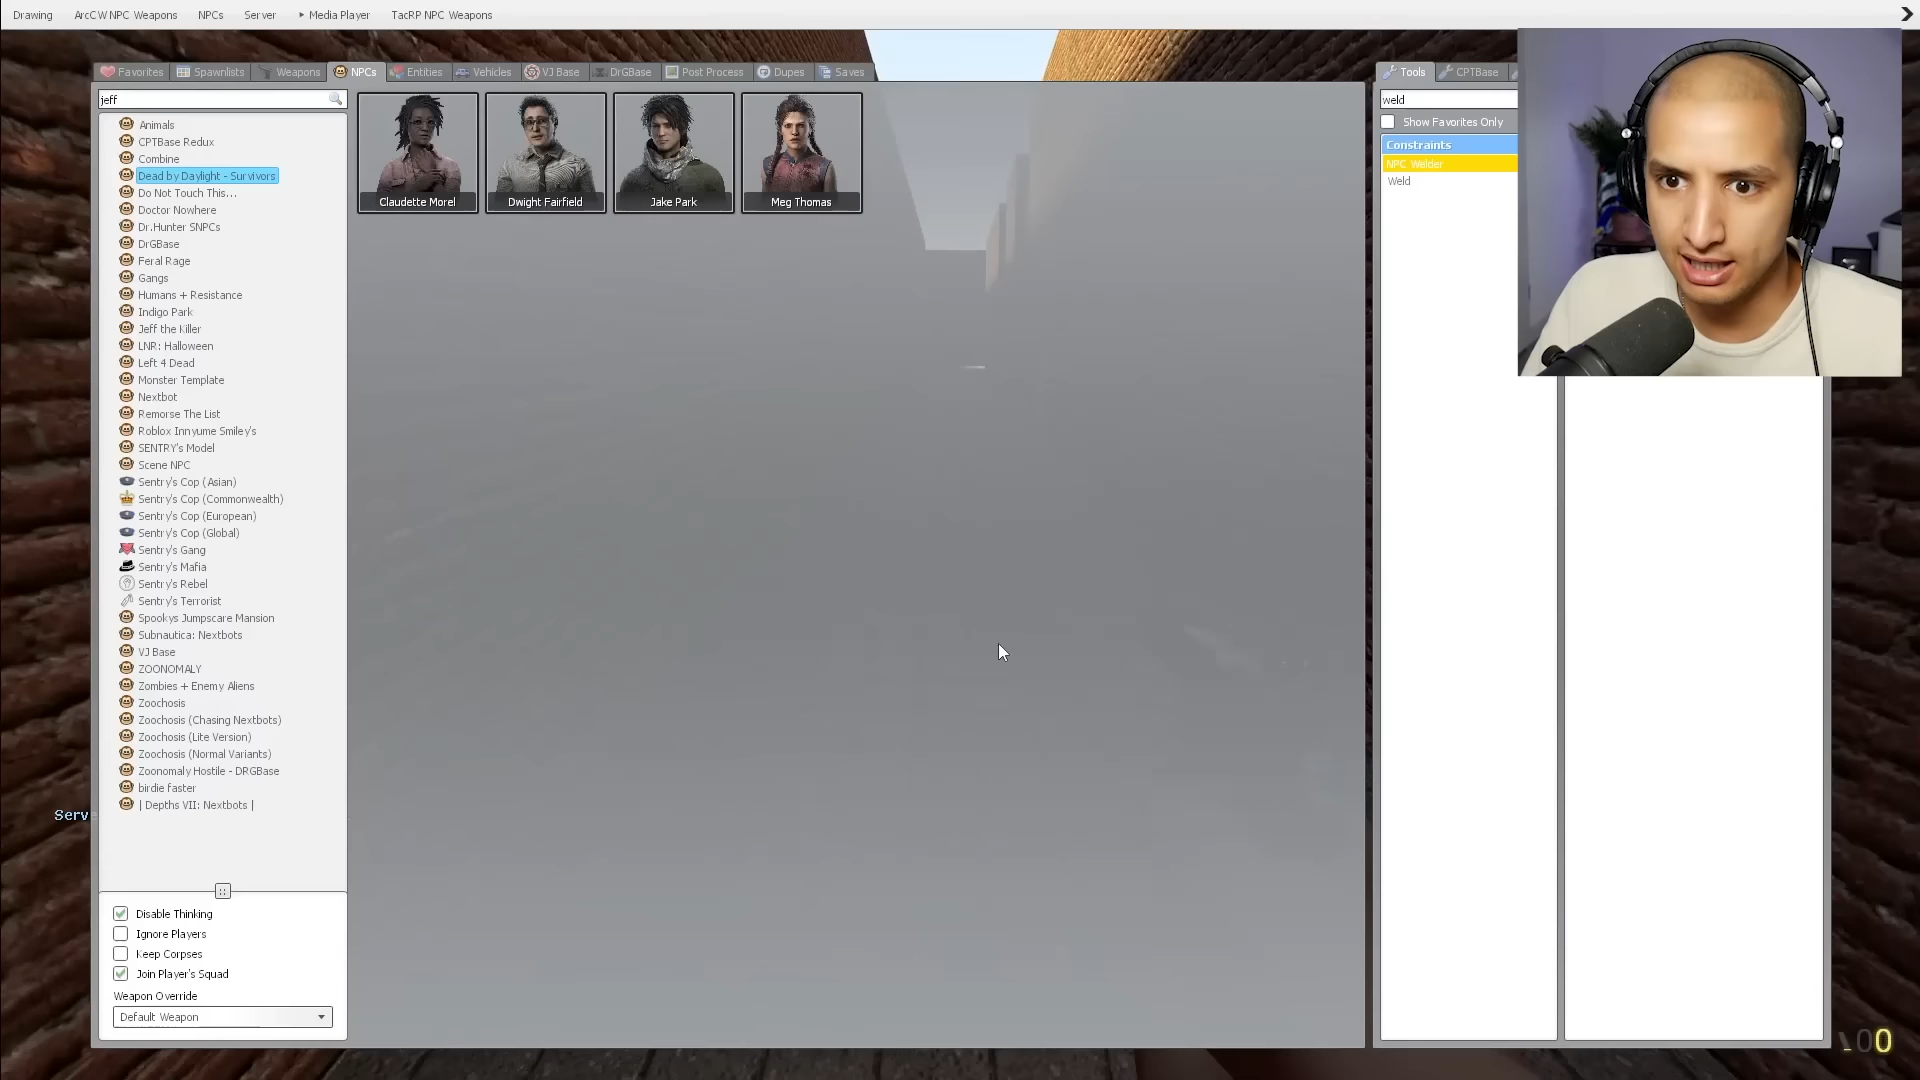 Drawing
ArcCW NPC Weapons
NPCs
Server
Media Player
TacRP NPC Weapons
Favorites
Spawnlists
Weapons
NPCs
Entities
Vehicles
VJ Base
DrGBase
Post Process
Dupes
Saves
jeff
Animals
CPTBase Redux
Combine
Dead by Daylight - Survivors
Do Not Touch This...
Doctor Nowhere
Dr.Hunter SNPCs
DrGBase
Feral Rage
Gangs
Humans + Resistance
Indigo Park
Jeff the Killer
LNR: Halloween
Left 4 Dead
Monster Template
Nextbot
Remorse The List
Roblox Innyume Smiley's
SENTRY's Model
Scene NPC
Sentry's Cop (Asian)
Sentry's Cop (Commonwealth)
Sentry's Cop (European)
Sentry's Cop (Global)
Sentry's Gang
Sentry's Mafia
Sentry's Rebel
Sentry's Terrorist
Spookys Jumpscare Mansion
Subnautica: Nextbots
VJ Base
ZOONOMALY
Zombies + Enemy Aliens
Zoochosis
Zoochosis (Chasing Nextbots)
Zoochosis (Lite Version)
Zoochosis (Normal Variants)
Zoonomaly Hostile - DRGBase
birdie faster
| Depths VII: Nextbots |
Serv
Disable Thinking
Ignore Players
Keep Corpses
Join Player's Squad
Weapon Override
Default Weapon
Claudette Morel
Dwight Fairfield
Jake Park
Meg Thomas
Tools
CPTBase
weld
Show Favorites Only
Constraints
NPC Welder
Weld